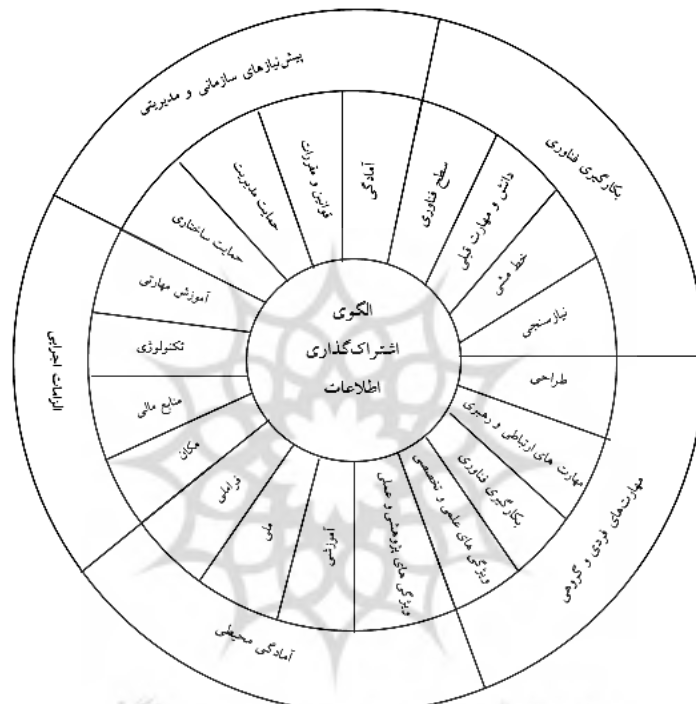 پیش‌نیازهای سازمانی و مدیریتی
بکارگیری فناوری
مهارت‌های فردی و گروهی
آمادگی محیطی
الزامات اجرایی
آمادگی
سطح فناوری
دانش و مهارت قبلی
خط مشی
نیازسنجی
طراحی
مهارت های ارتباطی و رهبری
بکارگیری فناوری
ویژگی های علمی و تخصصی
ویژگی های پژوهشی و عملی
آموزشی
ملی
فراملی
مکان
منابع مالی
تکنولوژی
آموزش مهارتی
حمایت ساختاری
حمایت مدیریت
قوانین و مقررات
الگوی
اشتراک‌گذاری
اطلاعات